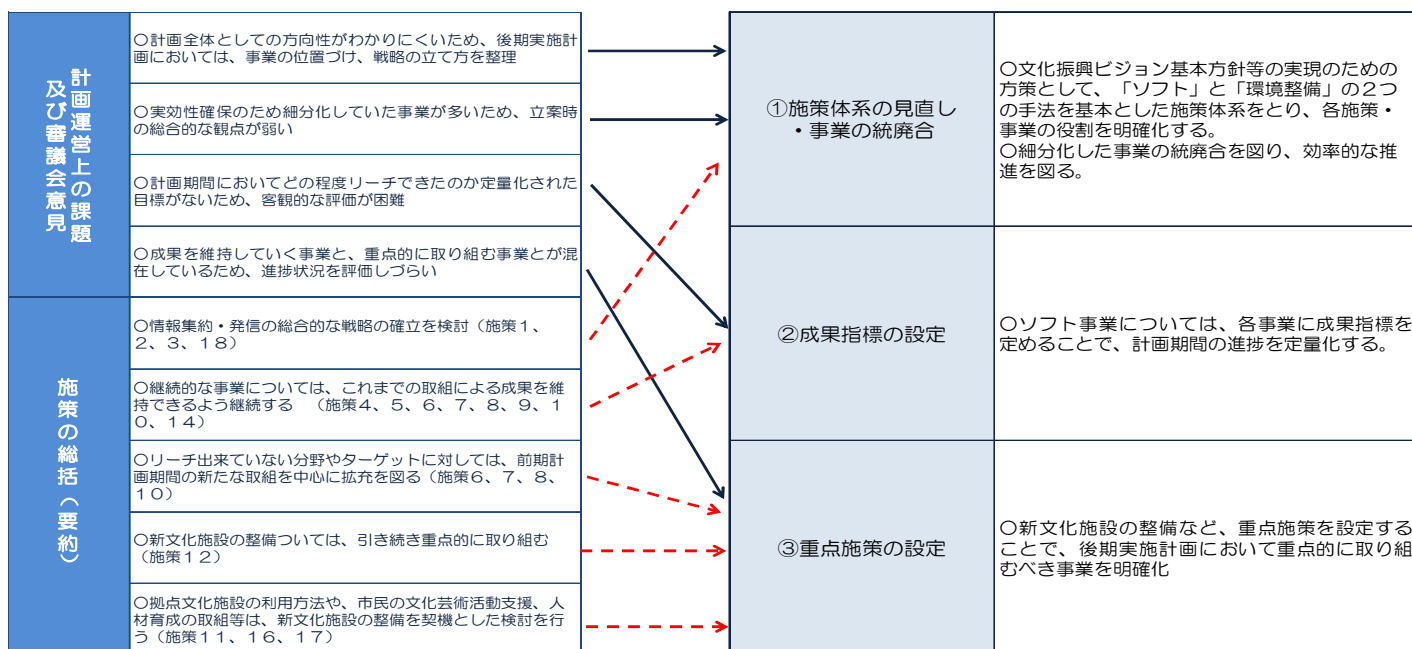 計画運営上の課題
及び審議会意見
〇計画全体としての方向性がわかりにくいため、後期実施計
画においては、事業の位置づけ、戦略の立て方を整理
〇実効性確保のため細分化していた事業が多いため、立案時
の総合的な観点が弱い
〇計画期間においてどの程度リーチできたのか定量化された
目標がないため、客観的な評価が困難
〇成果を維持していく事業と、重点的に取り組む事業とが混
在しているため、進捗状況を評価しづらい
施策の総括（要約）
〇情報集約・発信の総合的な戦略の確立を検討（施策１、
２、３、１８）
〇継続的な事業については、これまでの取組による成果を維
持できるよう継続する　（施策４、５、６、７、８、９、１
０、１４）
〇リーチ出来ていない分野やターゲットに対しては、前期計
画期間の新たな取組を中心に拡充を図る（施策６、７、８、
１０）
〇新文化施設の整備ついては、引き続き重点的に取り組む
（施策１２）
〇拠点文化施設の利用方法や、市民の文化芸術活動支援、人
材育成の取組等は、新文化施設の整備を契機とした検討を行
う（施策１１、１６、１７）
①施策体系の見直し
・事業の統廃合
〇文化振興ビジョン基本方針等の実現のための
方策として、「ソフト」と「環境整備」の２つ
の手法を基本とした施策体系をとり、各施策・
事業の役割を明確化する。
〇細分化した事業の統廃合を図り、効率的な推
進を図る。
②成果指標の設定
〇ソフト事業については、各事業に成果指標を
定めることで、計画期間の進捗を定量化する。
③重点施策の設定
〇新文化施設の整備など、重点施策を設定する
ことで、後期実施計画において重点的に取り組
むべき事業を明確化